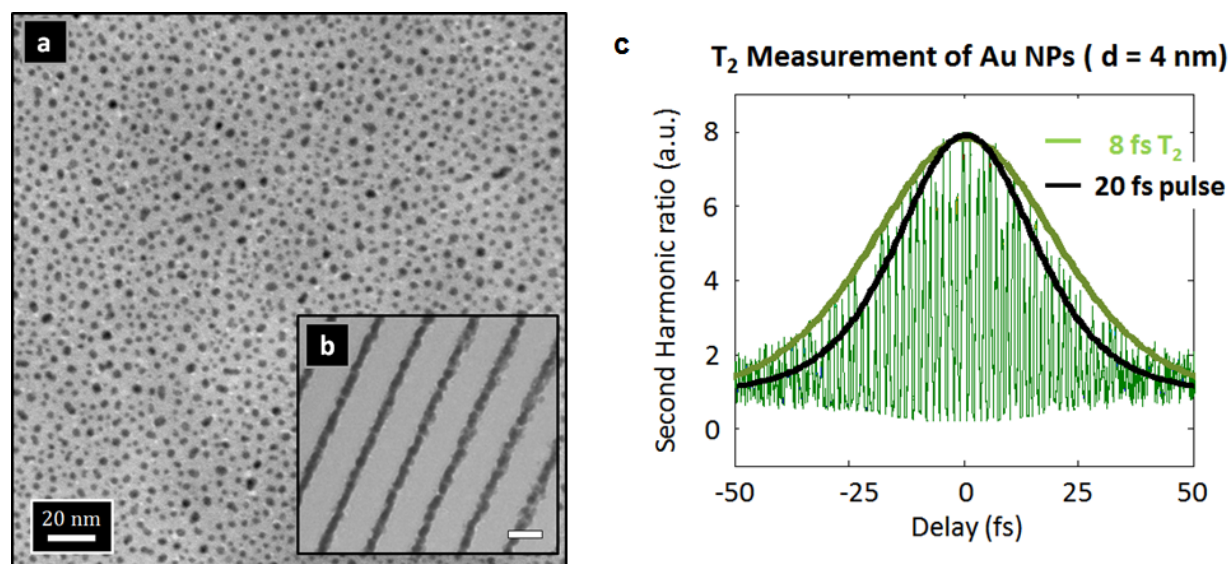 a
20 nm
b
c
T₂ Measurement of Au NPs ( d = 4 nm)
Second Harmonic ratio (a.u.)
8
6
4
2
0
8 fs T₂
20 fs pulse
-50
-25
0
25
50
Delay (fs)